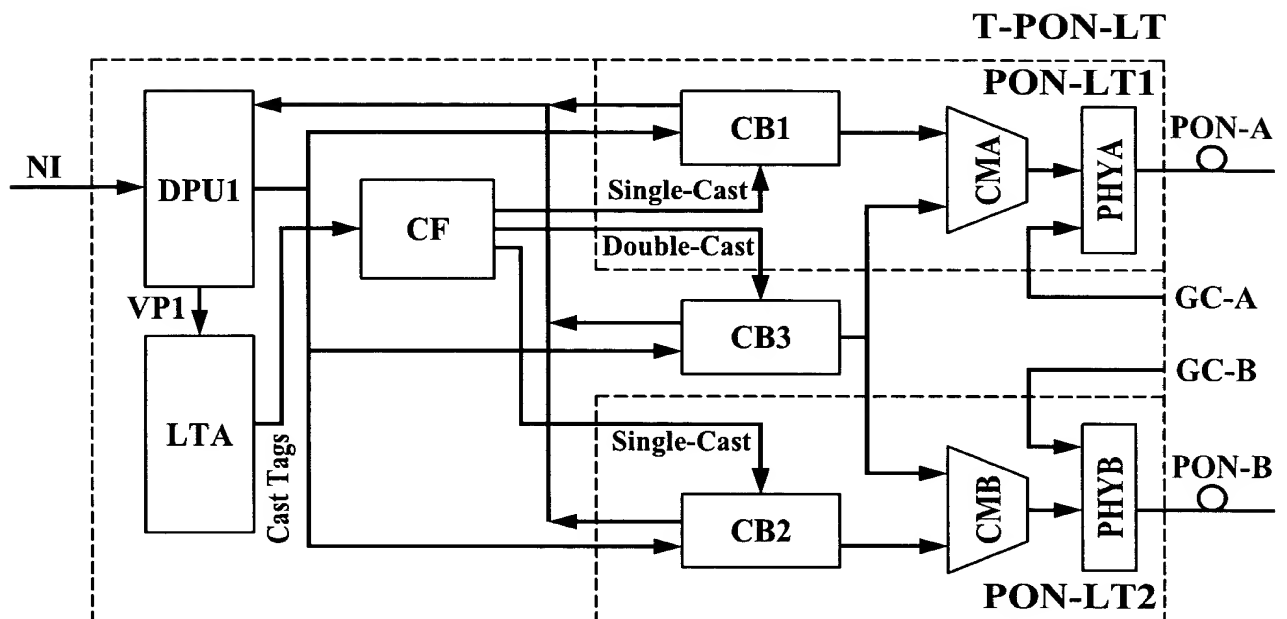 T-PON-LT
PON-LT1
NI
DPU1
CB1
CMA
PHYA
PON-A
Single-Cast
CF
Double-Cast
VP1
GC-A
CB3
GC-B
LTA
Cast Tags
Single-Cast
CB2
CMB
PHYB
PON-B
PON-LT2